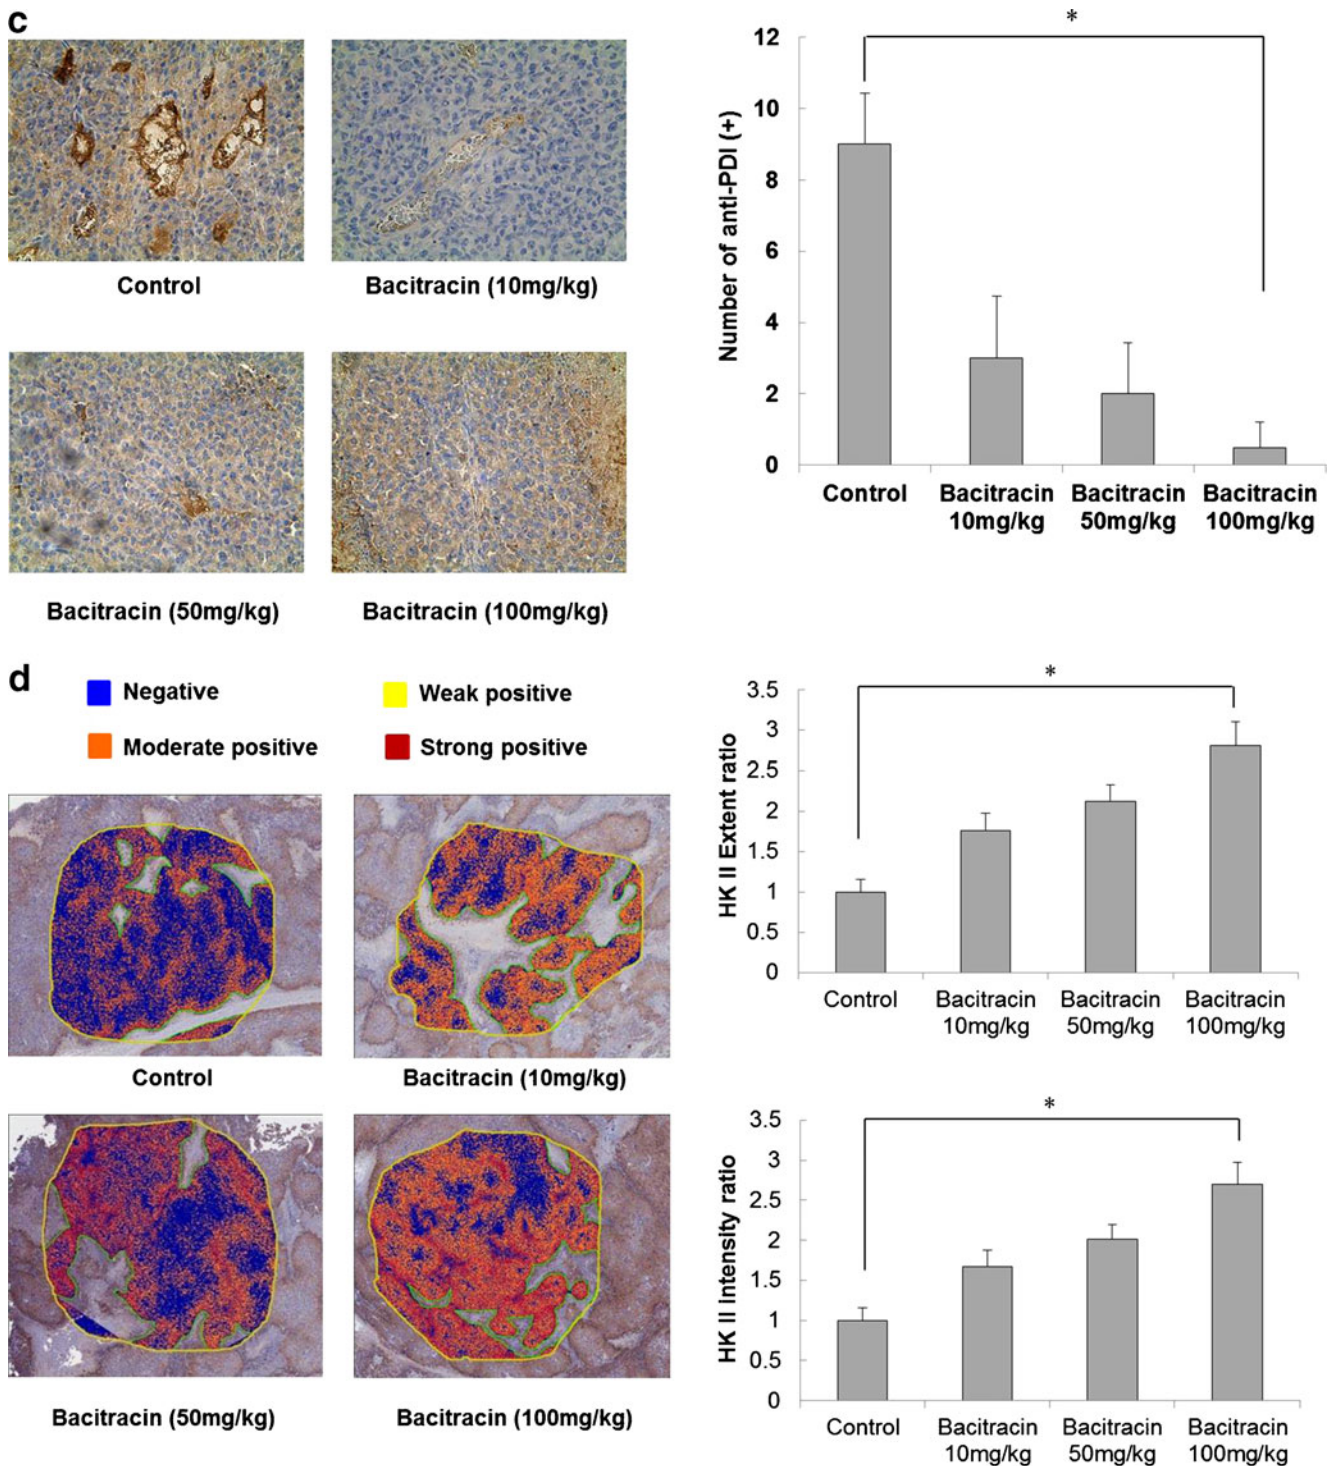 c
Control
Bacitracin (10mg/kg)
Bacitracin (50mg/kg)
Bacitracin (100mg/kg)
*
Number of anti-PDI (+)
12
10
8
6
4
2
0
Control
Bacitracin
10mg/kg
Bacitracin
50mg/kg
Bacitracin
100mg/kg
d
Negative
Weak positive
Moderate positive
Strong positive
Control
Bacitracin (10mg/kg)
Bacitracin (50mg/kg)
Bacitracin (100mg/kg)
*
HK II Extent ratio
3.5
3
2.5
2
1.5
1
0.5
0
Control
Bacitracin
10mg/kg
Bacitracin
50mg/kg
Bacitracin
100mg/kg
*
HK II Intensity ratio
3.5
3
2.5
2
1.5
1
0.5
0
Control
Bacitracin
10mg/kg
Bacitracin
50mg/kg
Bacitracin
100mg/kg